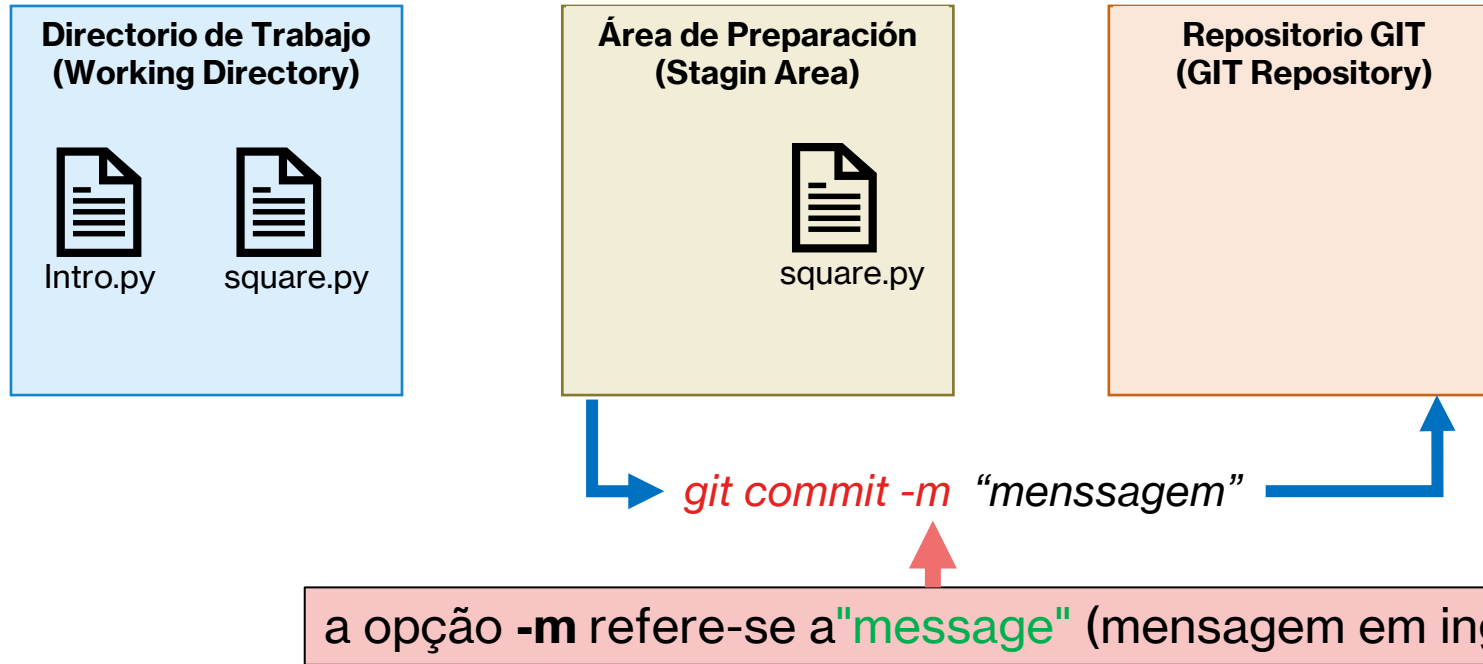 Directorio de Trabajo
(Working Directory)
Intro.py
square.py
Área de Preparación
(Stagin Area)
square.py
Repositorio GIT
(GIT Repository)
git commit -m “menssagem”
a opção -m refere-se a"message" (mensagem em